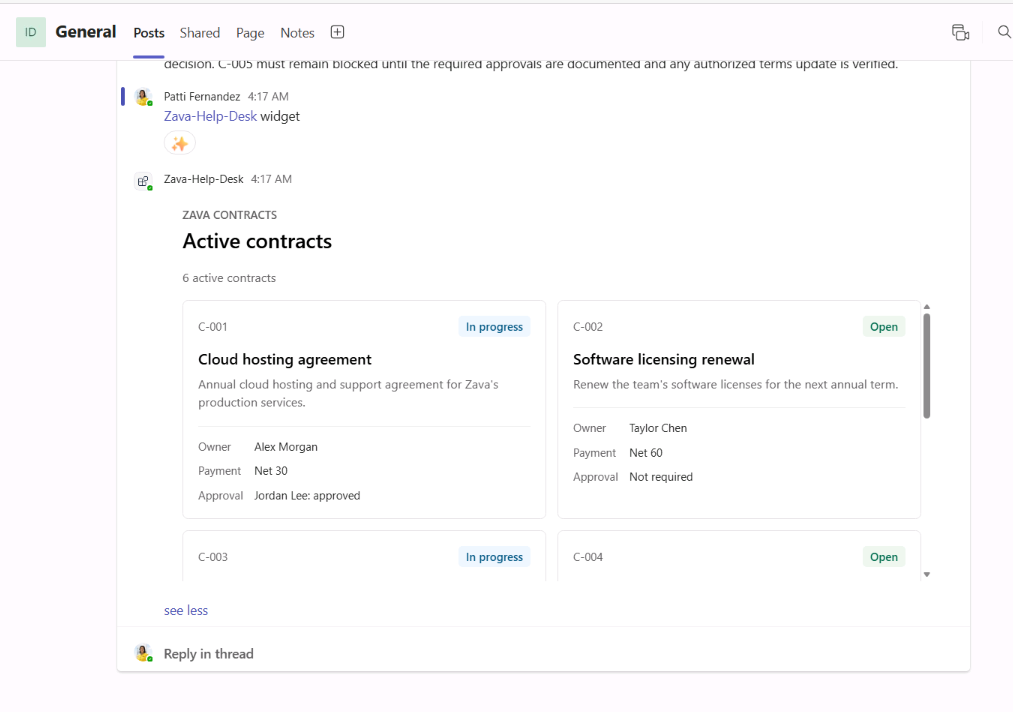 ID General Posts Shared Page Notes
decision. C-005 must remain blocked until the required approvals are documented and any authorized terms update is verified.
Patti Fernandez 4:17 AM
Zava-Help-Desk widget
Zava-Help-Desk 4:17 AM
ZAVA CONTRACTS
Active contracts
6 active contracts
C-001 In progress
Cloud hosting agreement
Annual cloud hosting and support agreement for Zava's
production services.
Owner Alex Morgan
Payment Net 30
Approval Jordan Lee: approved
C-002 Open
Software licensing renewal
Renew the team's software licenses for the next annual term.
Owner Taylor Chen
Payment Net 60
Approval Not required
C-003 In progress
C-004 Open
see less
Reply in thread